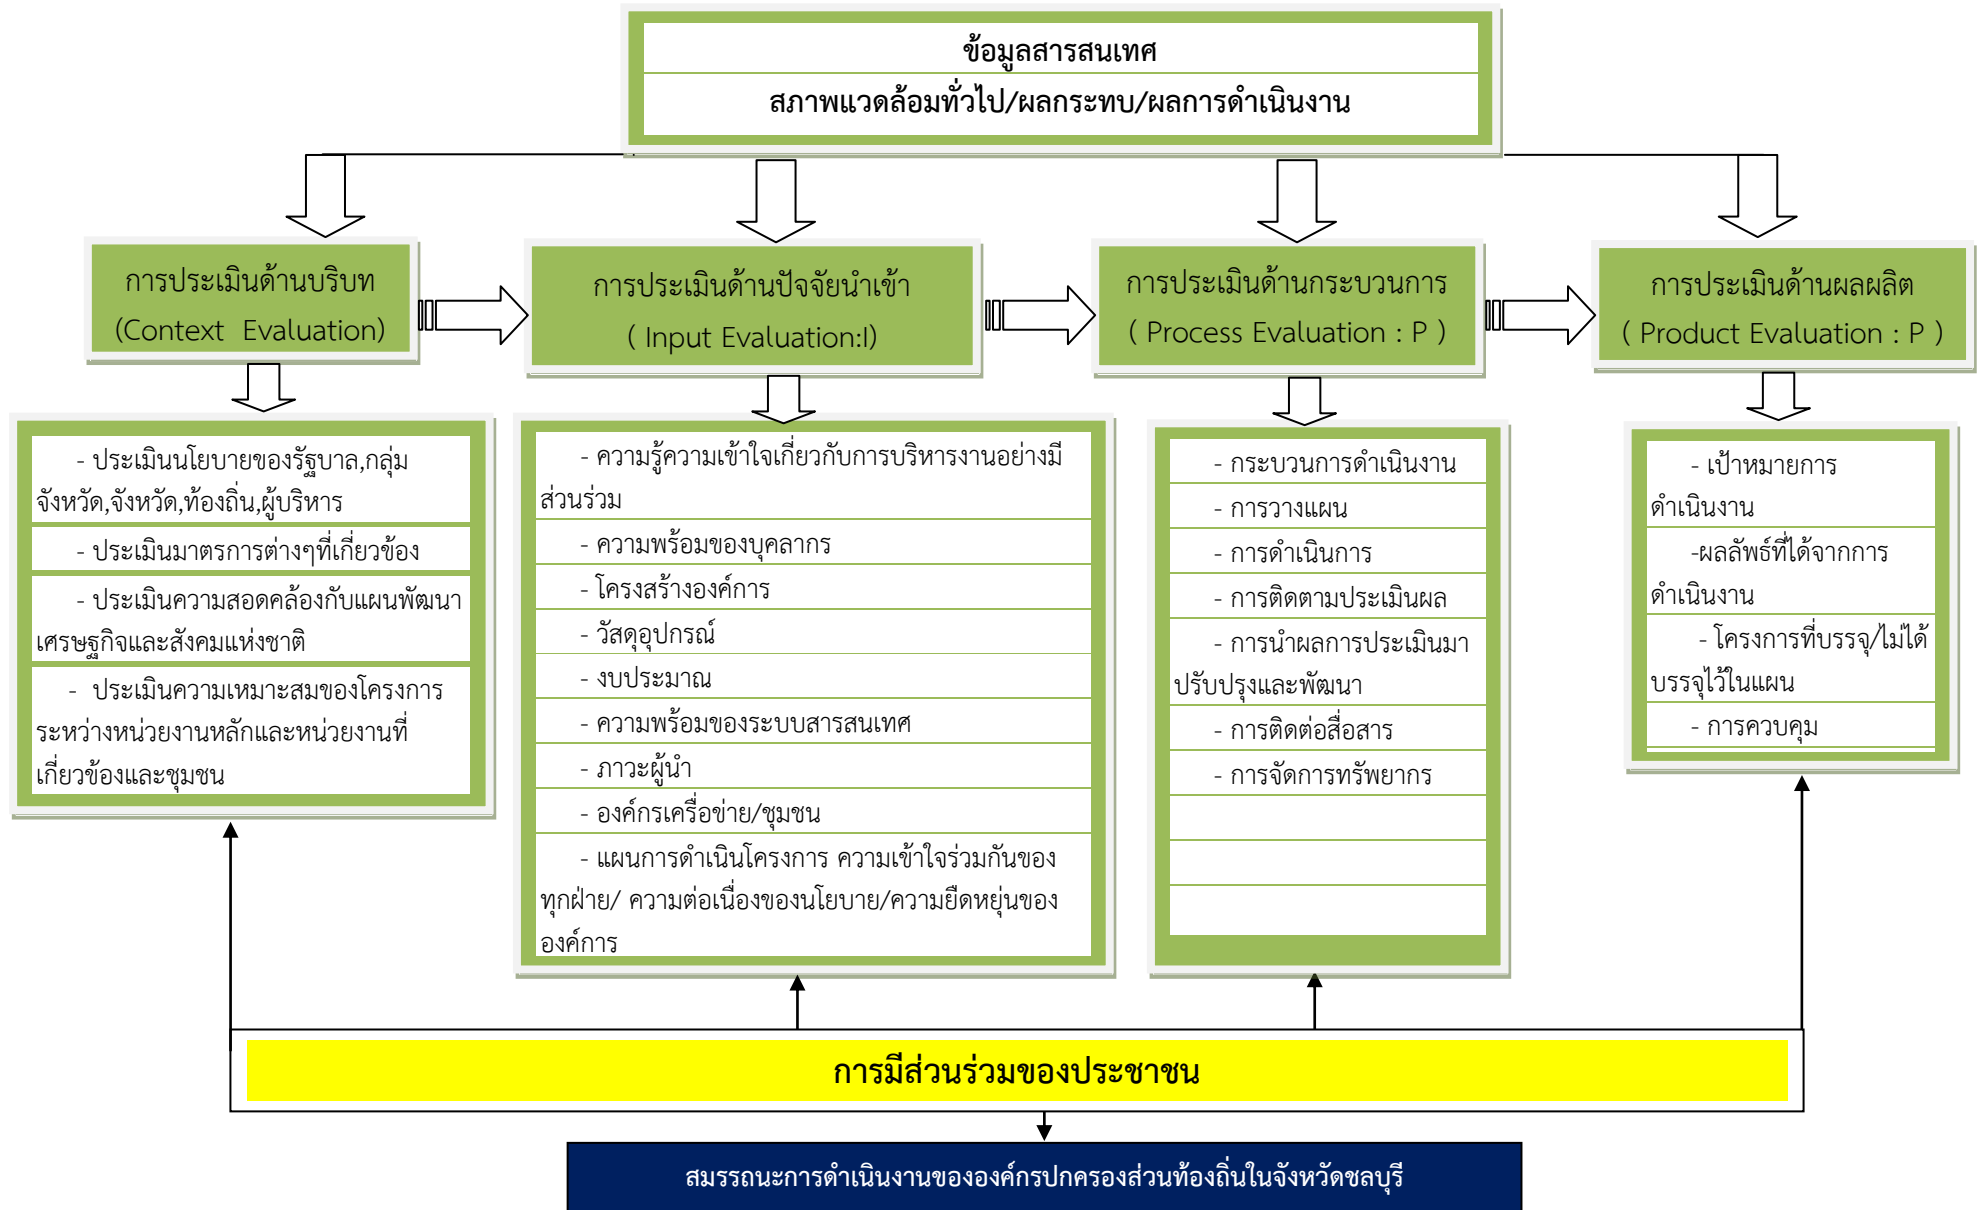 ข้อมูลสารสนเทศ
สภาพแวดล้อมทั่วไป/ผลกระทบ/ผลการดำเนินงาน
การประเมินด้านบริบท
(Context Evaluation)
การประเมินด้านปัจจัยนำเข้า
( Input Evaluation:I)
การประเมินด้านกระบวนการ
( Process Evaluation : P )
การประเมินด้านผลผลิต
( Product Evaluation : P )
- ประเมินนโยบายของรัฐบาล,กลุ่ม
จังหวัด,จังหวัด,ท้องถิ่น,ผู้บริหาร
- ประเมินมาตรการต่างๆที่เกี่ยวข้อง
- ประเมินความสอดคล้องกับแผนพัฒนา
เศรษฐกิจและสังคมแห่งชาติ
- ประเมินความเหมาะสมของโครงการ
ระหว่างหน่วยงานหลักและหน่วยงานที่
เกี่ยวข้องและชุมชน
- ความรู้ความเข้าใจเกี่ยวกับการบริหารงานอย่างมี
ส่วนร่วม
- ความพร้อมของบุคลากร
- โครงสร้างองค์การ
- วัสดุอุปกรณ์
- งบประมาณ
- ความพร้อมของระบบสารสนเทศ
- ภาวะผู้นำ
- องค์กรเครือข่าย/ชุมชน
- แผนการดำเนินโครงการ ความเข้าใจร่วมกันของ
ทุกฝ่าย/ ความต่อเนื่องของนโยบาย/ความยืดหยุ่นของ
องค์การ
- กระบวนการดำเนินงาน
- การวางแผน
- การดำเนินการ
- การติดตามประเมินผล
- การนำผลการประเมินมา
ปรับปรุงและพัฒนา
- การติดต่อสื่อสาร
- การจัดการทรัพยากร
- เป้าหมายการ
ดำเนินงาน
-ผลลัพธ์ที่ได้จากการ
ดำเนินงาน
- โครงการที่บรรจุ/ไม่ได้
บรรจุไว้ในแผน
- การควบคุม
การมีส่วนร่วมของประชาชน
สมรรถนะการดำเนินงานขององค์กรปกครองส่วนท้องถิ่นในจังหวัดชลบุรี